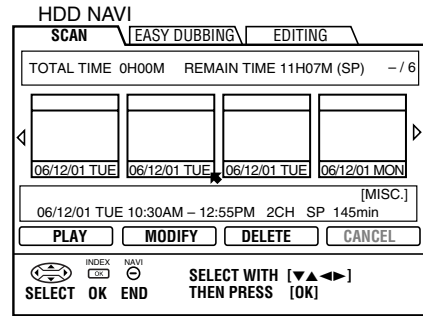 HDD NAVI
SCAN EASY DUBBING EDITING
TOTAL TIME 0H00M REMAIN TIME 11H07M (SP) – / 6
06/12/01 TUE 06/12/01 TUE 06/12/01 TUE 06/12/01 MON
[MISC.]
06/12/01 TUE 10:30AM – 12:55PM 2CH SP 145min
PLAY MODIFY DELETE CANCEL
INDEX NAVI
OK
SELECT OK END
SELECT WITH [▼▲◄►]
THEN PRESS [OK]